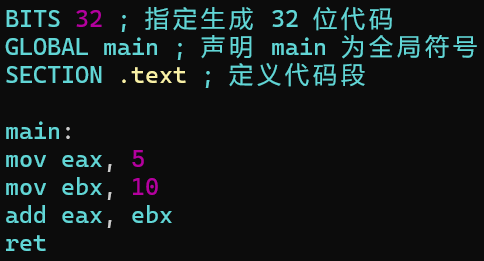 BITS 32 ; 指定生成 32 位代码
GLOBAL main ; 声明 main 为全局符号
SECTION .text ; 定义代码段
main:
mov eax, 5
mov ebx, 10
add eax, ebx
ret